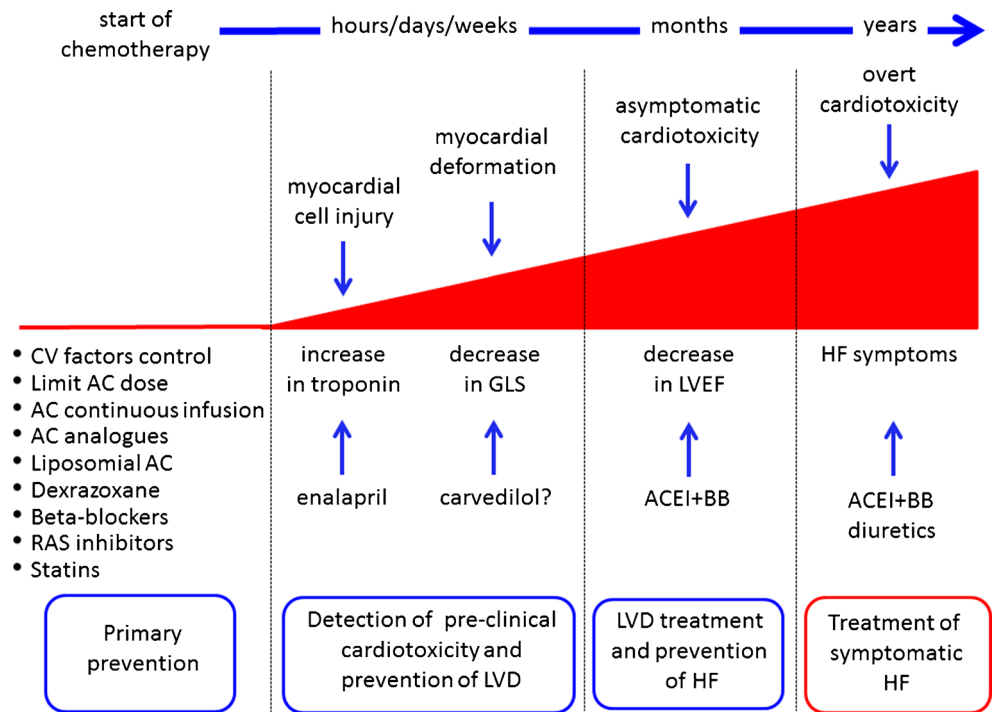 start of
chemotherapy
hours/days/weeks
months
years
myocardial
cell injury
myocardial
deformation
asymptomatic
cardiotoxicity
overt
cardiotoxicity
• CV factors control
• Limit AC dose
• AC continuous infusion
• AC analogues
• Liposomial AC
• Dexrazoxane
• Beta-blockers
• RAS inhibitors
• Statins
increase
in troponin
decrease
in GLS
decrease
in LVEF
HF symptoms
enalapril
carvedilol?
ACEI+BB
ACEI+BB
diuretics
Primary
prevention
Detection of pre-clinical
cardiotoxicity and
prevention of LVD
LVD treatment
and prevention
of HF
Treatment of
symptomatic
HF